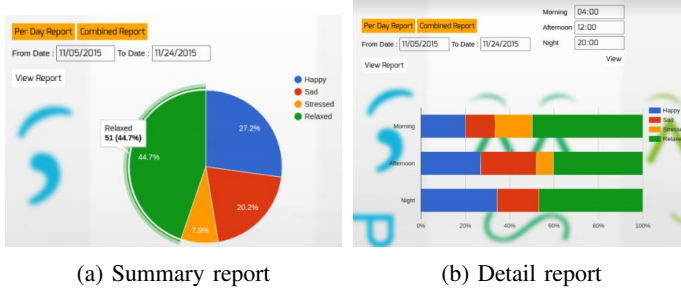 Per Day Report Combined Report
From Date : 11/05/2015 To Date : 11/24/2015
View Report
Happy
Sad
Stressed
Relaxed
Relaxed
51 (44.7%)
27.2%
44.7%
20.2%
7.9%
(a) Summary report
Morning 04:00
Per Day Report Combined Report Afternoon 12:00
From Date : 11/05/2015 To Date : 11/24/2015 Night 20:00
View Report View
Happy
Sad
Stressed
Relaxed
Morning
Afternoon
Night
0% 20% 40% 60% 80% 100%
(b) Detail report